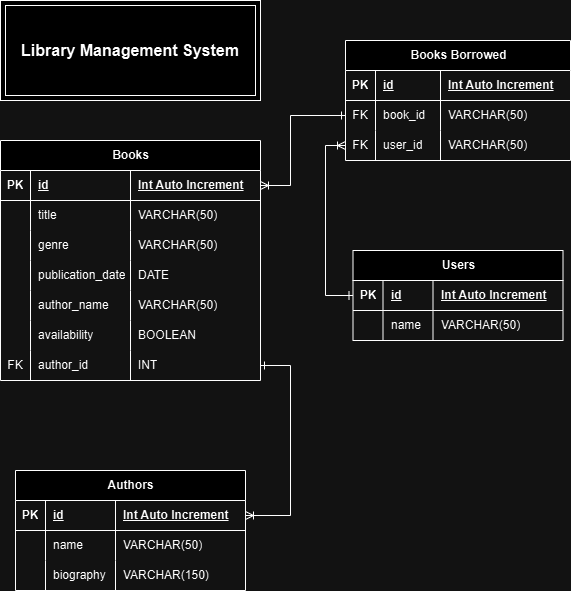 Library Management System
Books Borrowed
PK id Int Auto Increment
FK book_id VARCHAR(50)
FK user_id VARCHAR(50)
Books
PK id Int Auto Increment
title VARCHAR(50)
genre VARCHAR(50)
publication_date DATE
author_name VARCHAR(50)
availability BOOLEAN
FK author_id INT
Users
PK id Int Auto Increment
name VARCHAR(50)
Authors
PK id Int Auto Increment
name VARCHAR(50)
biography VARCHAR(150)